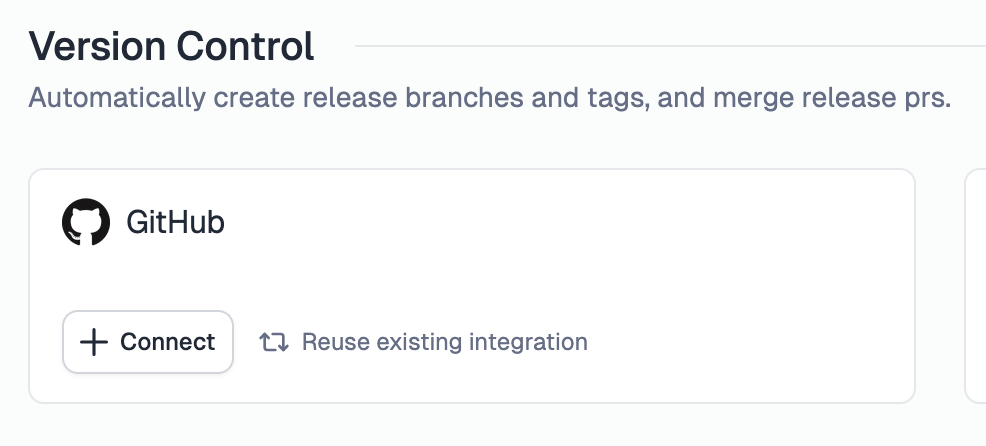 Version Control
Automatically create release branches and tags, and merge release prs.
GitHub
Connect
Reuse existing integration